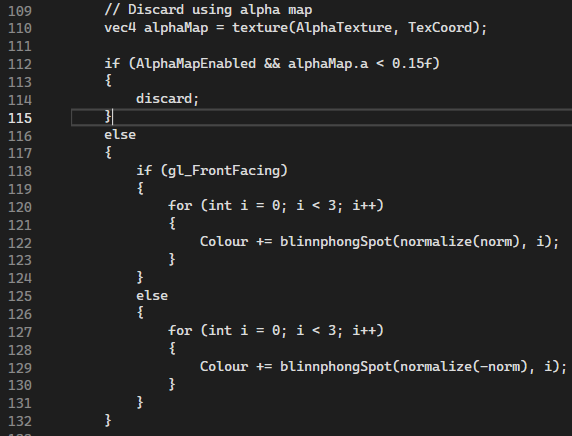 109 // Discard using alpha map
110 vec4 alphaMap = texture(AlphaTexture, TexCoord);
111
112 if (AlphaMapEnabled && alphaMap.a < 0.15f)
113 {
114 discard;
115 }
116 else
117 {
118 if (gl_FrontFacing)
119 {
120 for (int i = 0; i < 3; i++)
121 {
122 Colour += blinnphongSpot(normalize(norm), i);
123 }
124 }
125 else
126 {
127 for (int i = 0; i < 3; i++)
128 {
129 Colour += blinnphongSpot(normalize(-norm), i);
130 }
131 }
132 }